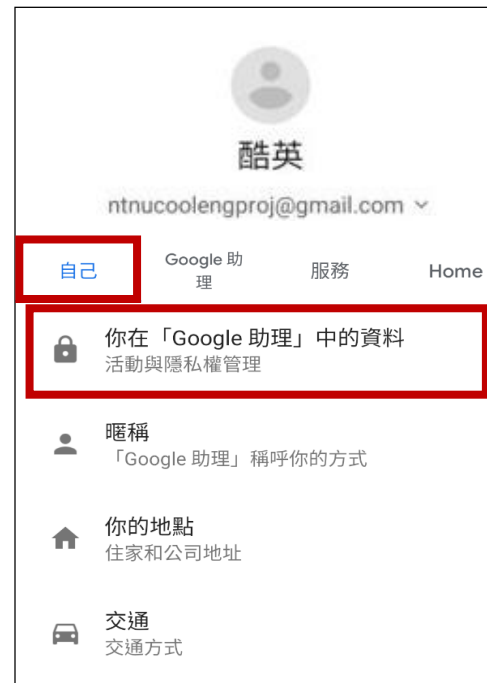 酷英
ntnucoolengproj@gmail.com
自己
Google 助
理
服務
Home
你在「Google 助理」中的資料
活動與隱私權管理
暱稱
「Google 助理」稱呼你的方式
你的地點
住家和公司地址
交通
交通方式